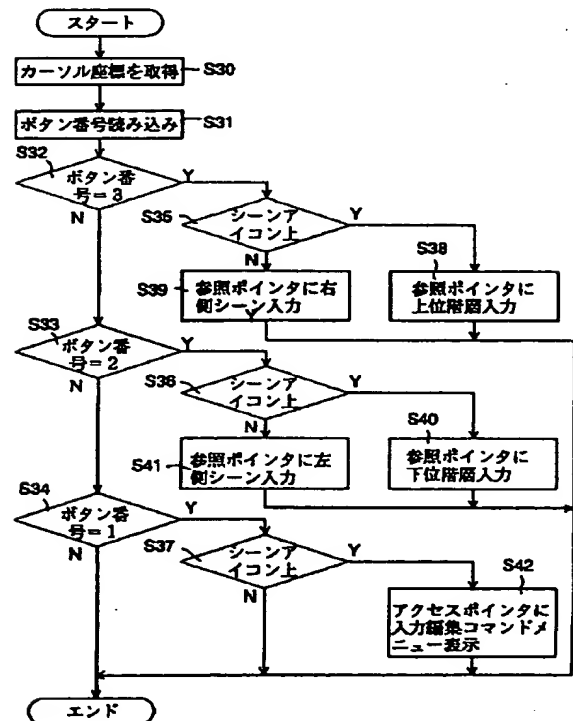 スタート
カーソル座標を取得
S30
ボタン番号読み込み
S31
S32
ボタン番
号=3
Y
N
S35
シーンア
イコン上
Y
N
S39
参照ポインタに右
側シーン入力
S38
参照ポインタに
上位階層入力
S33
ボタン番
号=2
Y
N
S36
シーンア
イコン上
Y
N
S41
参照ポインタに左
側シーン入力
S40
参照ポインタに
下位階層入力
S34
ボタン番
号=1
Y
N
S37
シーンア
イコン上
Y
N
S42
アクセスポインタに
入力編集コマンドメ
ニュー表示
エンド